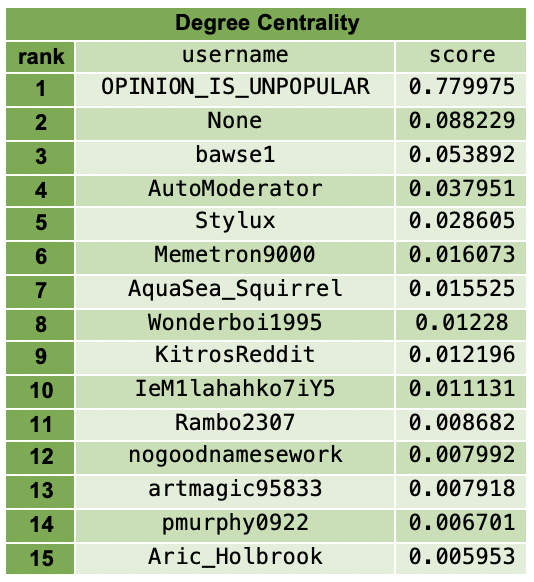 Degree Centrality
rank username score
1 OPINION_IS_UNPOPULAR 0.779975
2 None 0.088229
3 bawse1 0.053892
4 AutoModerator 0.037951
5 Stylux 0.028605
6 Memetron9000 0.016073
7 AquaSea_Squirrel 0.015525
8 Wonderboi1995 0.01228
9 KitrosReddit 0.012196
10 IeM1lahahko7iY5 0.011131
11 Rambo2307 0.008682
12 nogoodnamesework 0.007992
13 artmagic95833 0.007918
14 pmurphy0922 0.006701
15 Aric_Holbrook 0.005953